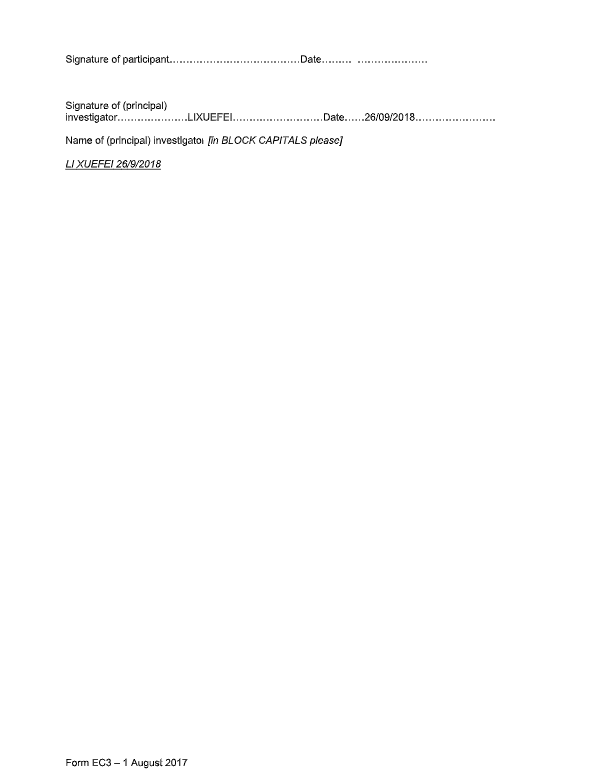 Signature of participant…………………………………Date……… …………………
Signature of (principal)
investigator…………………LIXUEFEI………………………Date……26/09/2018……………………
Name of (principal) investigator [in BLOCK CAPITALS please]
LI XUEFEI 26/9/2018
Form EC3 – 1 August 2017